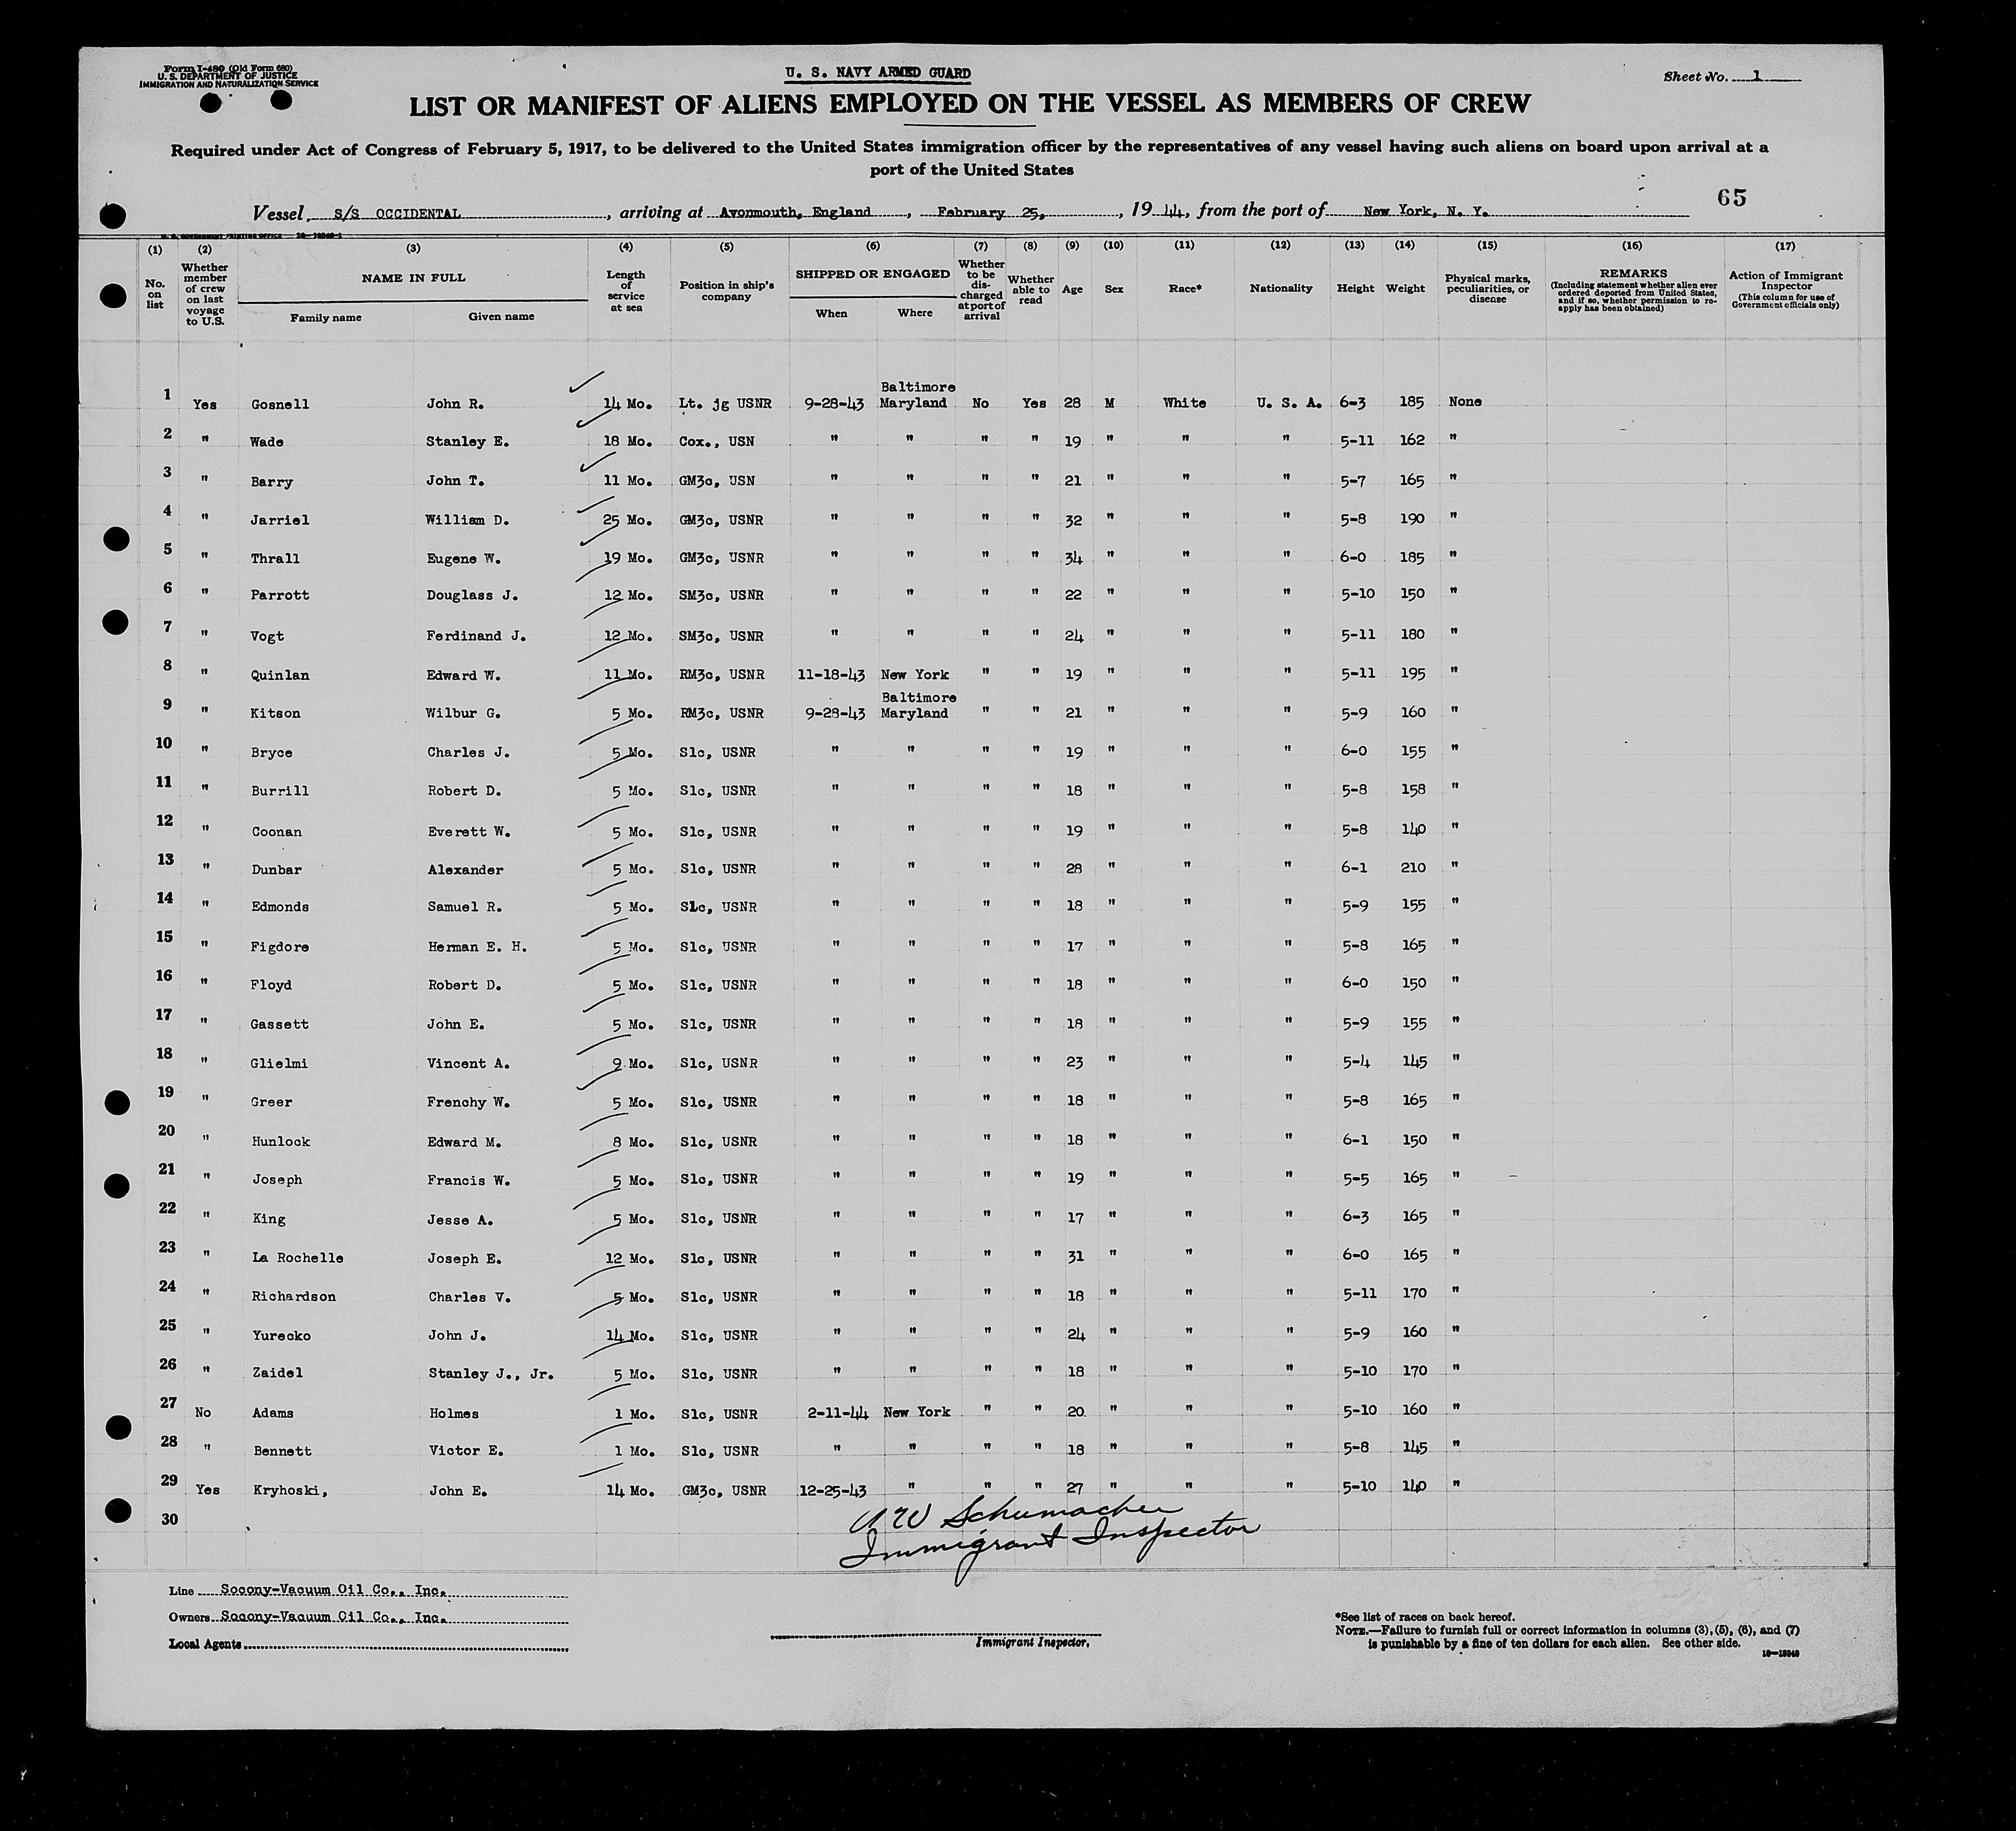 Form I-480 (Old Form 680)
U. S. DEPARTMENT OF JUSTICE
IMMIGRATION AND NATURALIZATION SERVICE
U. S. NAVY ARMED GUARD
Sheet No. 1
LIST OR MANIFEST OF ALIENS EMPLOYED ON THE VESSEL AS MEMBERS OF CREW
Required under Act of Congress of February 5, 1917, to be delivered to the United States immigration officer by the representatives of any vessel having such aliens on board upon arrival at a
port of the United States
65
Vessel S/S OCCIDENTAL, arriving at Avonmouth, England, February 25, 1944, from the port of New York, N. Y.
(1) (2) (3) (4) (5) (6) (7) (8) (9) (10) (11) (12) (13) (14) (15) (16) (17)
No. on list
Whether member of crew on last voyage to U.S.
NAME IN FULL
Family name Given name
Length of service at sea
Position in ship's company
SHIPPED OR ENGAGED
When Where
Whether to be discharged at port of arrival
Whether able to read
Age
Sex
Race*
Nationality
Height
Weight
Physical marks, peculiarities, or disease
REMARKS
(Including statement whether alien ever ordered deported from United States, and if so, whether permission to re-apply has been obtained)
Action of Immigrant Inspector
(This column for use of Government officials only)
1 Yes Gosnell John R. 14 Mo. Lt. jg USNR 9-28-43 Baltimore Maryland No Yes 28 M White U. S. A. 6-3 185 None
2 " Wade Stanley E. 18 Mo. Cox., USN " " " " 19 " " " 5-11 162 "
3 " Barry John T. 11 Mo. GM3c, USN " " " " 21 " " " 5-7 165 "
4 " Jarriel William D. 25 Mo. GM3c, USNR " " " " 32 " " " 5-8 190 "
5 " Thrall Eugene W. 19 Mo. GM3c, USNR " " " " 34 " " " 6-0 185 "
6 " Parrott Douglass J. 12 Mo. SM3c, USNR " " " " 22 " " " 5-10 150 "
7 " Vogt Ferdinand J. 12 Mo. SM3c, USNR " " " " 24 " " " 5-11 180 "
8 " Quinlan Edward W. 11 Mo. RM3c, USNR 11-18-43 New York " " 19 " " " 5-11 195 "
9 " Kitson Wilbur G. 5 Mo. RM3c, USNR 9-28-43 Baltimore Maryland " " 21 " " " 5-9 160 "
10 " Bryce Charles J. 5 Mo. S1c, USNR " " " " 19 " " " 6-0 155 "
11 " Burrill Robert D. 5 Mo. S1c, USNR " " " " 18 " " " 5-8 158 "
12 " Coonan Everett W. 5 Mo. S1c, USNR " " " " 19 " " " 5-8 140 "
13 " Dunbar Alexander 5 Mo. S1c, USNR " " " " 28 " " " 6-1 210 "
14 " Edmonds Samuel R. 5 Mo. S1c, USNR " " " " 18 " " " 5-9 155 "
15 " Figdore Herman E. H. 5 Mo. S1c, USNR " " " " 17 " " " 5-8 165 "
16 " Floyd Robert D. 5 Mo. S1c, USNR " " " " 18 " " " 6-0 150 "
17 " Gassett John E. 5 Mo. S1c, USNR " " " " 18 " " " 5-9 155 "
18 " Glielmi Vincent A. 9 Mo. S1c, USNR " " " " 23 " " " 5-4 145 "
19 " Greer Frenchy W. 5 Mo. S1c, USNR " " " " 18 " " " 5-8 165 "
20 " Hunlock Edward M. 8 Mo. S1c, USNR " " " " 18 " " " 6-1 150 "
21 " Joseph Francis W. 5 Mo. S1c, USNR " " " " 19 " " " 5-5 165 "
22 " King Jesse A. 5 Mo. S1c, USNR " " " " 17 " " " 6-3 165 "
23 " La Rochelle Joseph E. 12 Mo. S1c, USNR " " " " 31 " " " 6-0 165 "
24 " Richardson Charles V. 5 Mo. S1c, USNR " " " " 18 " " " 5-11 170 "
25 " Yurecko John J. 14 Mo. S1c, USNR " " " " 24 " " " 5-9 160 "
26 " Zaidel Stanley J., Jr. 5 Mo. S1c, USNR " " " " 18 " " " 5-10 170 "
27 No Adams Holmes 1 Mo. S1c, USNR 2-11-44 New York " " 20 " " " 5-10 160 "
28 " Bennett Victor E. 1 Mo. S1c, USNR " " " " 18 " " " 5-8 145 "
29 Yes Kryhoski, John E. 14 Mo. GM3c, USNR 12-25-43 " " " 27 " " " 5-10 140 "
30
A W Schumacher
Immigrant Inspector
Line Socony-Vacuum Oil Co., Inc.
Owners Socony-Vacuum Oil Co., Inc.
Local Agents
Immigrant Inspector.
*See list of races on back hereof.
NOTE.—Failure to furnish full or correct information in columns (3), (5), (6), and (7)
is punishable by a fine of ten dollars for each alien. See other side.